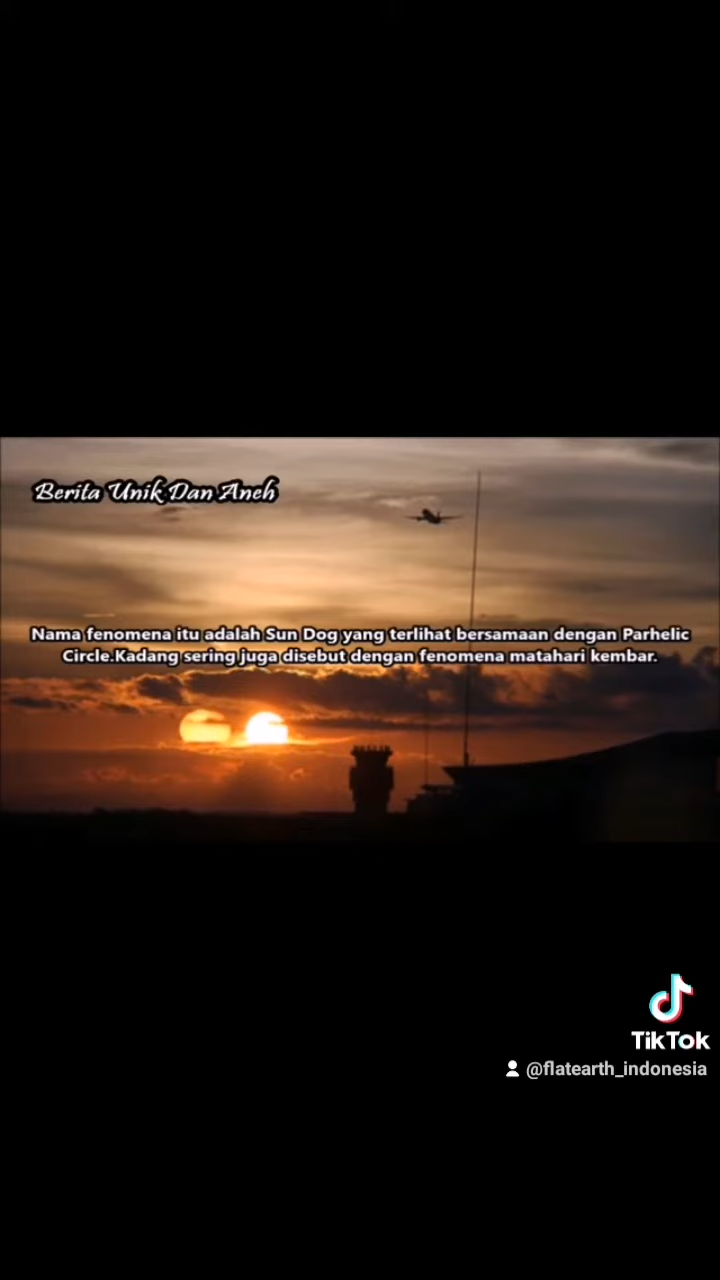 Berita Unik Dan Aneh
Nama fenomena itu adalah Sun Dog yang terlihat bersamaan dengan Parhelic
Circle.Kadang sering juga disebut dengan fenomena matahari kembar.
TikTok
@flatearth_indonesia